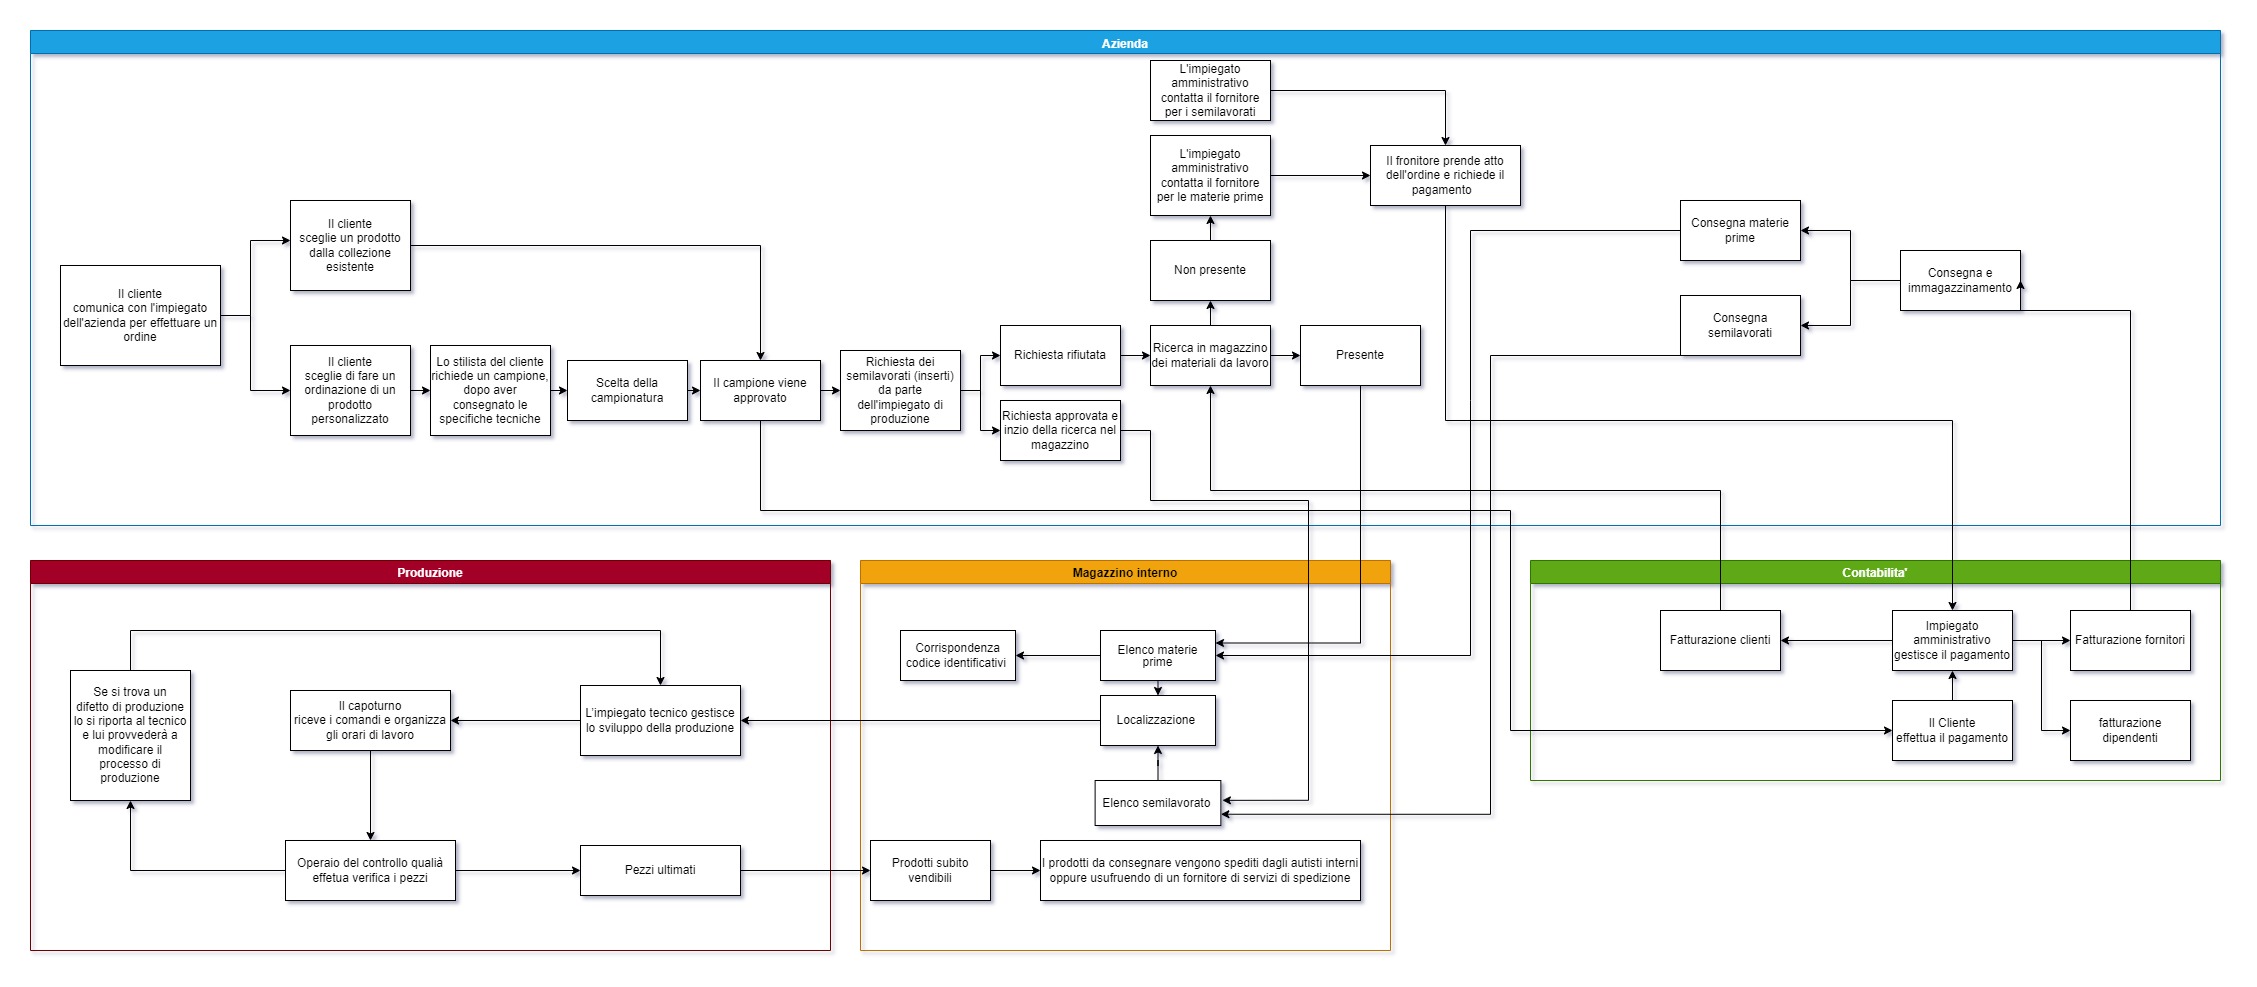 Azienda
L'impiegato
amministrativo
contatta il fornitore
per i semilavorati
L'impiegato
amministrativo
contatta il fornitore
per le materie prime
Il fronitore prende atto
dell'ordine e richiede il
pagamento
Il cliente
sceglie un prodotto
dalla collezione
esistente
Consegna materie
prime
Non presente
Consegna e
immagazzinamento
Il cliente
comunica con l'impiegato
dell'azienda per effettuare un
ordine
Consegna
semilavorati
Il cliente
sceglie di fare un
ordinazione di un
prodotto
personalizzato
Lo stilista del cliente
richiede un campione,
dopo aver
consegnato le
specifiche tecniche
Scelta della
campionatura
Il campione viene
approvato
Richiesta dei
semilavorati (inserti)
da parte
dell'impiegato di
produzione
Richiesta rifiutata
Ricerca in magazzino
dei materiali da lavoro
Presente
Richiesta approvata e
inzio della ricerca nel
magazzino
Produzione
Se si trova un
difetto di produzione
lo si riporta al tecnico
e lui provvederà a
modificare il
processo di
produzione
Il capoturno
riceve i comandi e organizza
gli orari di lavoro
L'impiegato tecnico gestisce
lo sviluppo della produzione
Operaio del controllo qualià
effetua verifica i pezzi
Pezzi ultimati
Magazzino interno
Corrispondenza
codice identificativi
Elenco materie
prime
Localizzazione
Elenco semilavorato
Prodotti subito
vendibili
I prodotti da consegnare vengono spediti dagli autisti interni
oppure usufruendo di un fornitore di servizi di spedizione
Contabilita'
Fatturazione clienti
Impiegato
amministrativo
gestisce il pagamento
Fatturazione fornitori
Il Cliente
effettua il pagamento
fatturazione
dipendenti